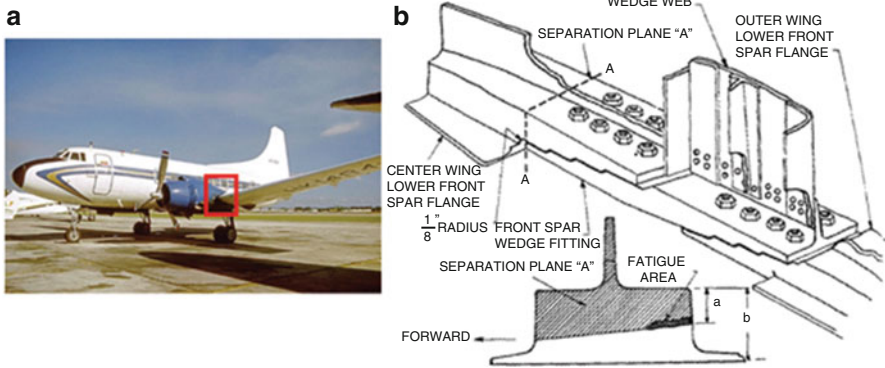 a
b
WEDGE WEB
SEPARATION PLANE “A”
OUTER WING
LOWER FRONT
SPAR FLANGE
A
CENTER WING
LOWER FRONT
SPAR FLANGE
A
1/8" RADIUS
FRONT SPAR
WEDGE FITTING
SEPARATION PLANE “A”
FATIGUE
AREA
a
b
FORWARD